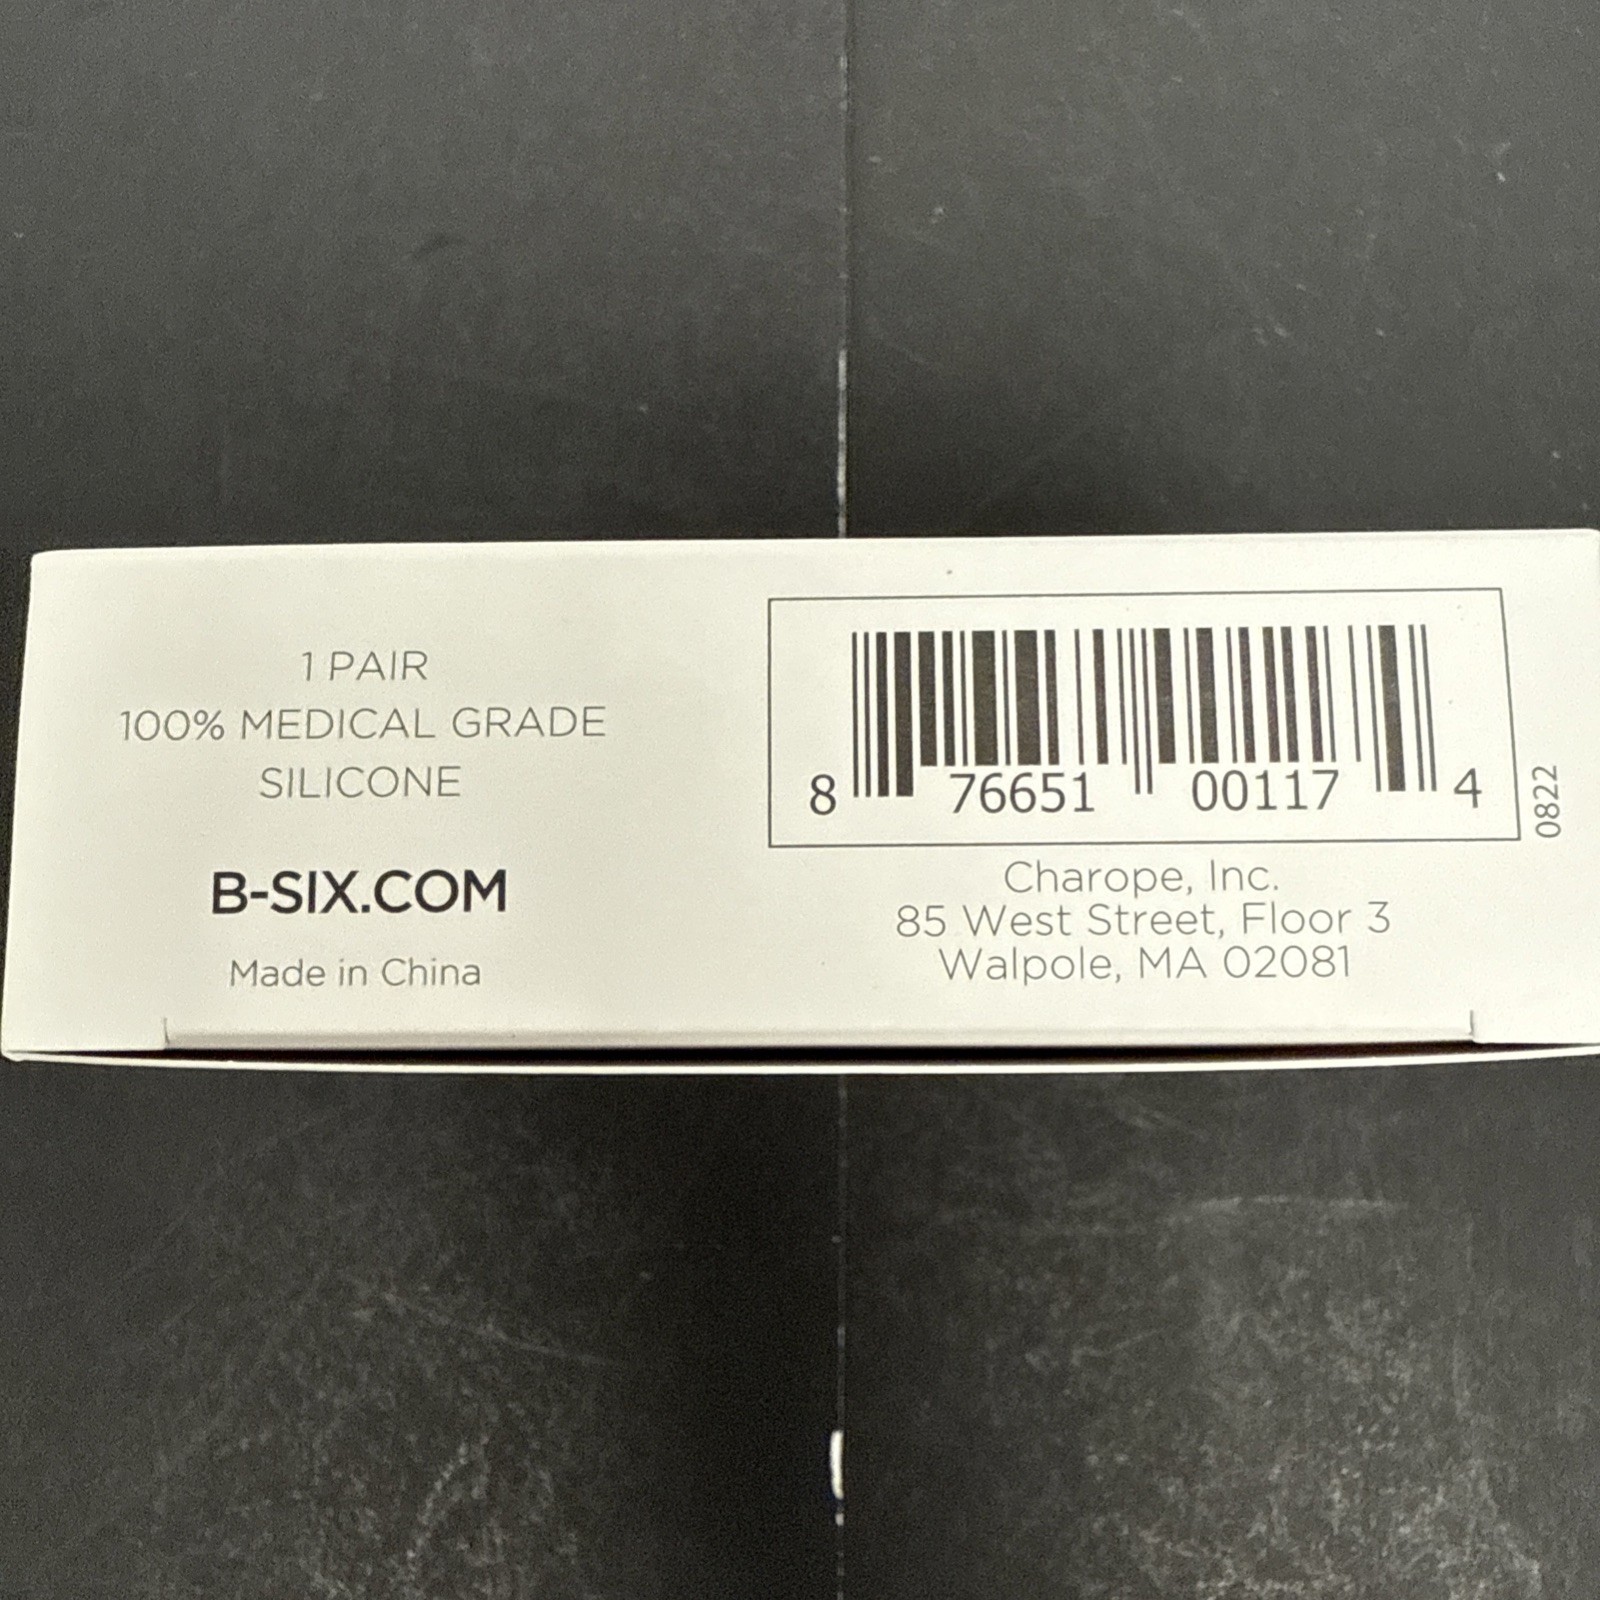 1 PAIR
100% MEDICAL GRADE
SILICONE
B-SIX.COM
Made in China
8 76651 00117 4
0822
Charope, Inc.
85 West Street, Floor 3
Walpole, MA 02081